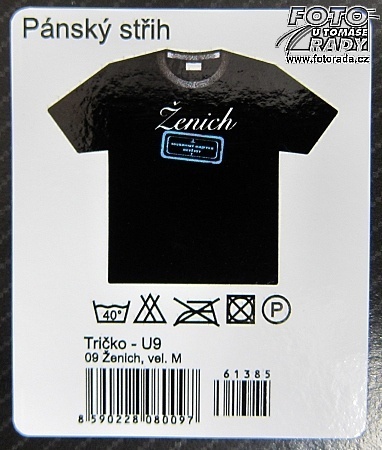 Pánský střih
FOTO
U TOMÁŠE
RADY
www.fotorada.cz
Ženich
40°
P
Tričko - U9
09 Ženich, vel. M
61385
8 590228 080097